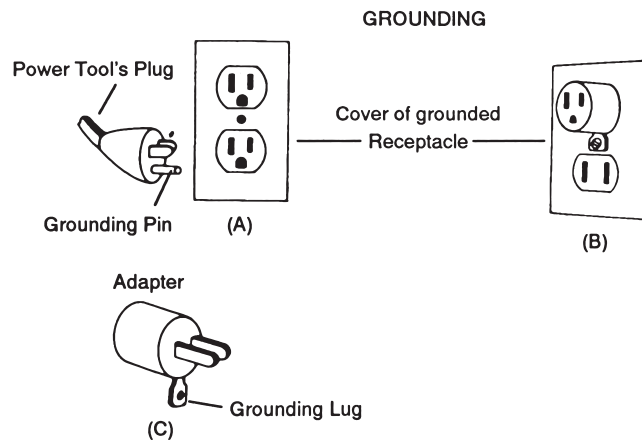 GROUNDING
Power Tool's Plug
Cover of grounded
Receptacle
Grounding Pin
(A)
(B)
Adapter
Grounding Lug
(C)